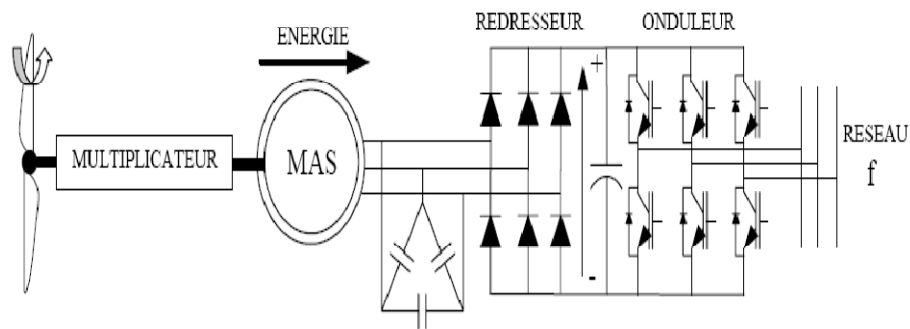 REDRESSEUR
ONDULEUR
ENERGIE
+
MULTIPLICATEUR
MAS
RESEAU
f
-